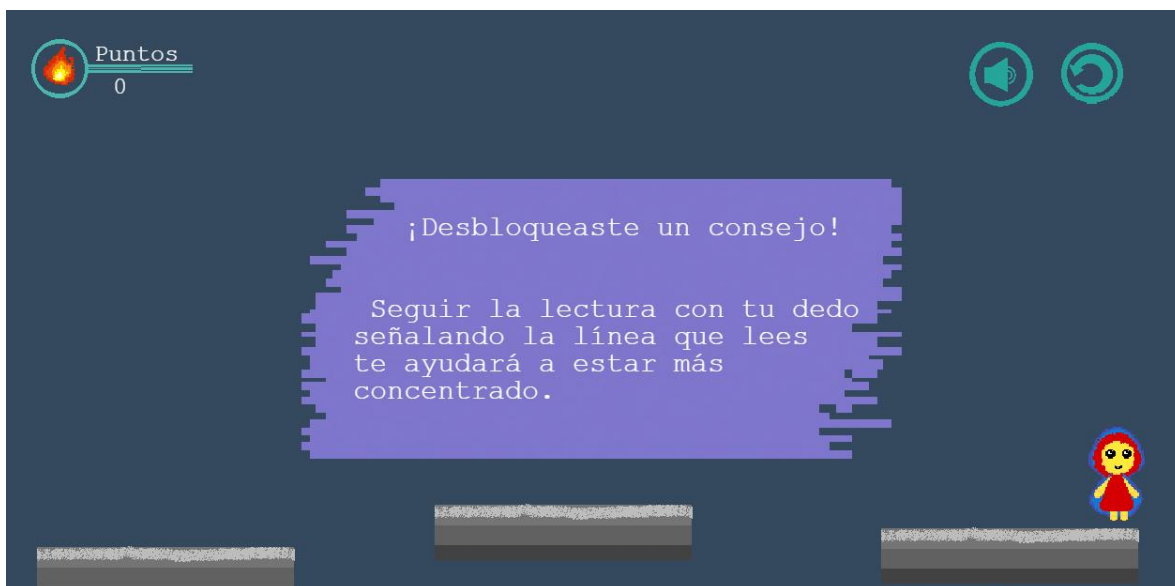 Puntos
0
¡Desbloqueaste un consejo!
Seguir la lectura con tu dedo
señalando la línea que lees
te ayudará a estar más
concentrado.